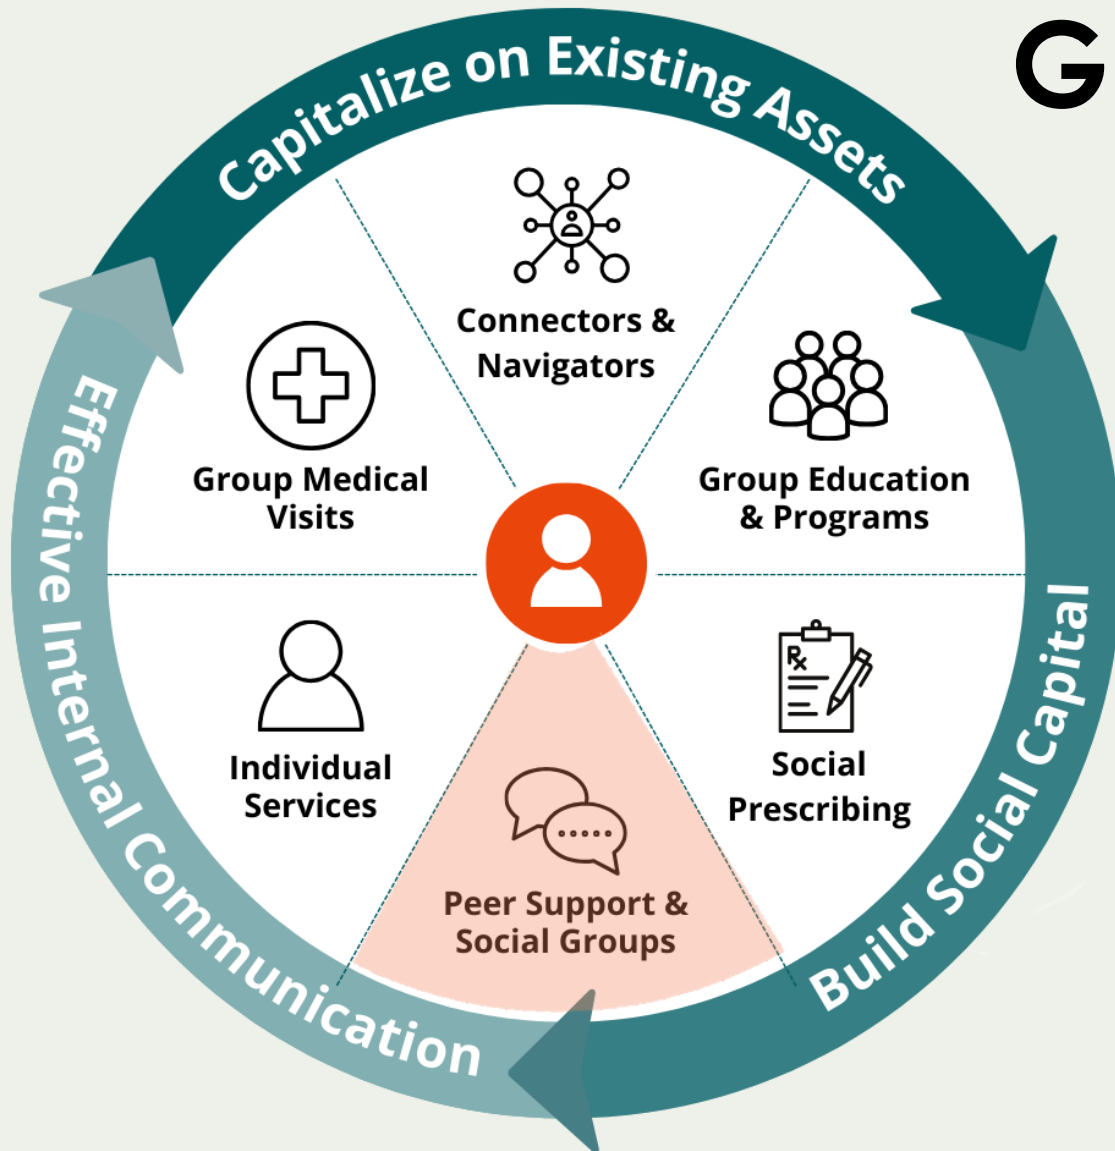 G
Capitalize on Existing Assets
Connectors &
Navigators
Group Medical
Visits
Group Education
& Programs
Individual
Services
Rx
Social
Prescribing
Peer Support &
Social Groups
Build Social Capital
Effective Internal Communication